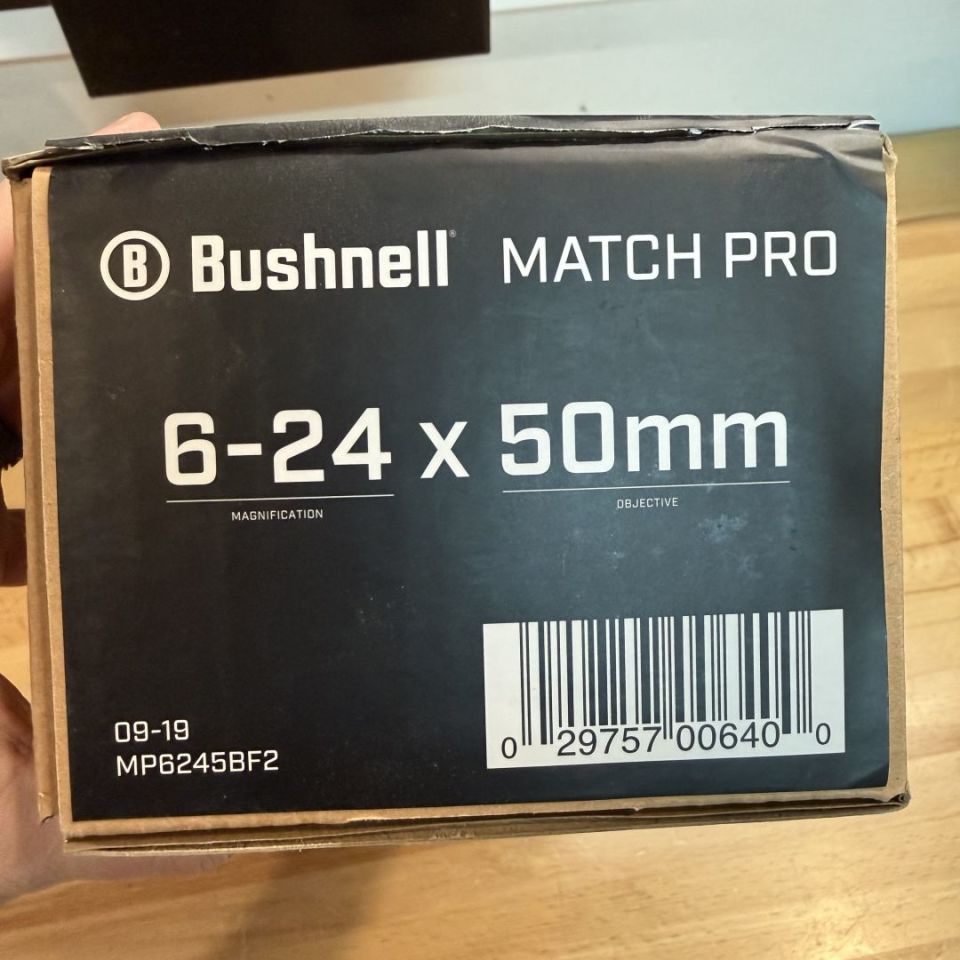 B Bushnell® MATCH PRO
6-24 x 50mm
MAGNIFICATION OBJECTIVE
09-19
MP6245BF2
0 29757 00640 0